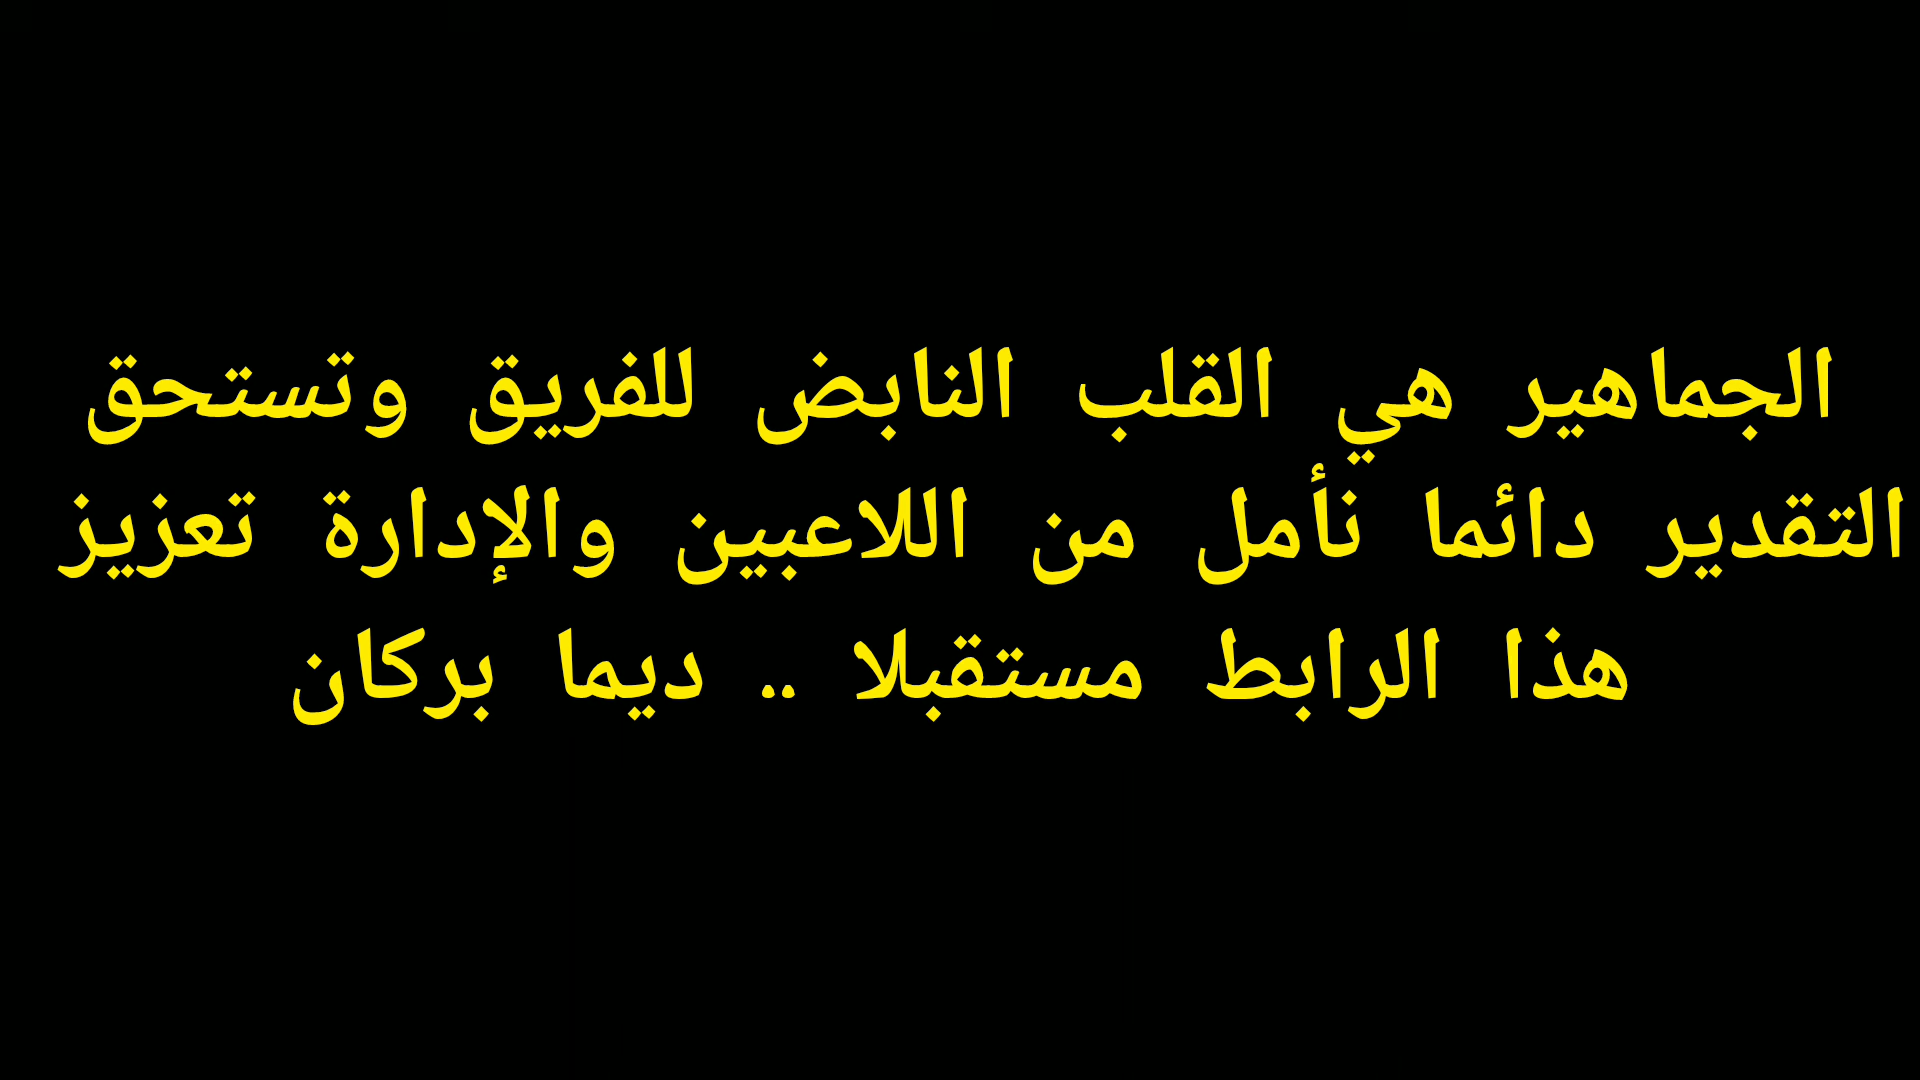 الجماهير هي القلب النابض للفريق وتستحق
التقدير دائما نأمل من اللاعبين والإدارة تعزيز
هذا الرابط مستقبلا .. ديما بركان